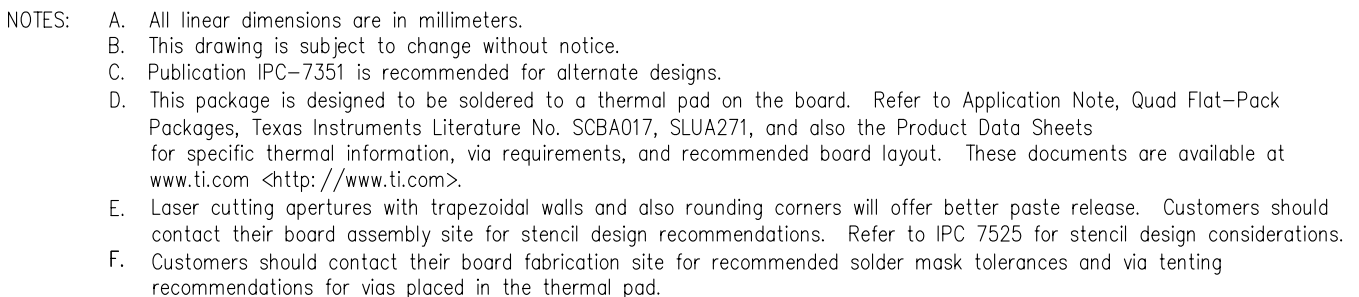 NOTES: A. All linear dimensions are in millimeters.
B. This drawing is subject to change without notice.
C. Publication IPC-7351 is recommended for alternate designs.
D. This package is designed to be soldered to a thermal pad on the board. Refer to Application Note, Quad Flat-Pack
Packages, Texas Instruments Literature No. SCBA017, SLUA271, and also the Product Data Sheets
for specific thermal information, via requirements, and recommended board layout. These documents are available at
www.ti.com <http://www.ti.com>.
E. Laser cutting apertures with trapezoidal walls and also rounding corners will offer better paste release. Customers should
contact their board assembly site for stencil design recommendations. Refer to IPC 7525 for stencil design considerations.
F. Customers should contact their board fabrication site for recommended solder mask tolerances and via tenting
recommendations for vias placed in the thermal pad.